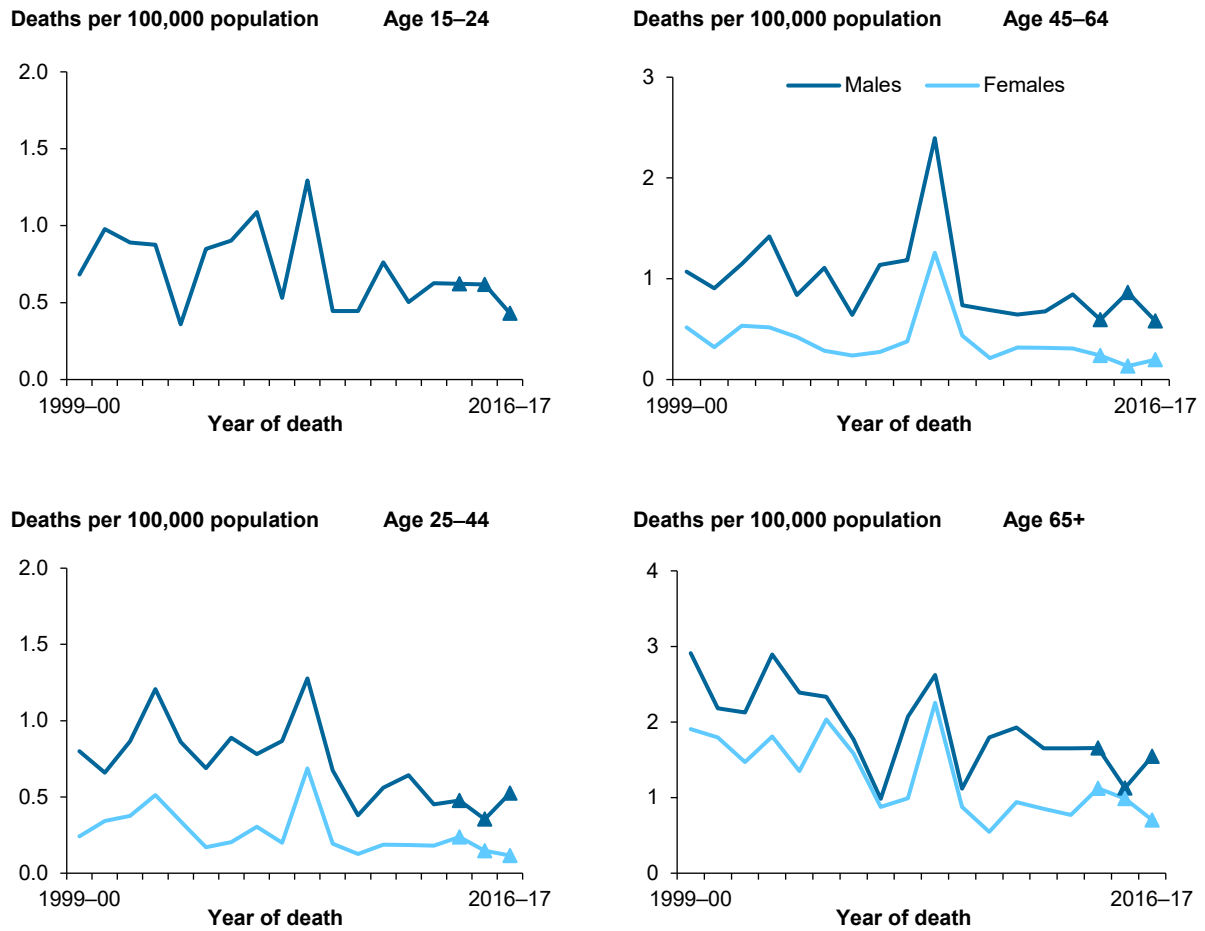 Deaths per 100,000 population Age 15–24
2.0
1.5
1.0
0.5
0.0
1999–00 2016–17
Year of death
Deaths per 100,000 population Age 45–64
3
Males Females
2
1
0
1999–00 2016–17
Year of death
Deaths per 100,000 population Age 25–44
2.0
1.5
1.0
0.5
0.0
1999–00 2016–17
Year of death
Deaths per 100,000 population Age 65+
4
3
2
1
0
1999–00 2016–17
Year of death